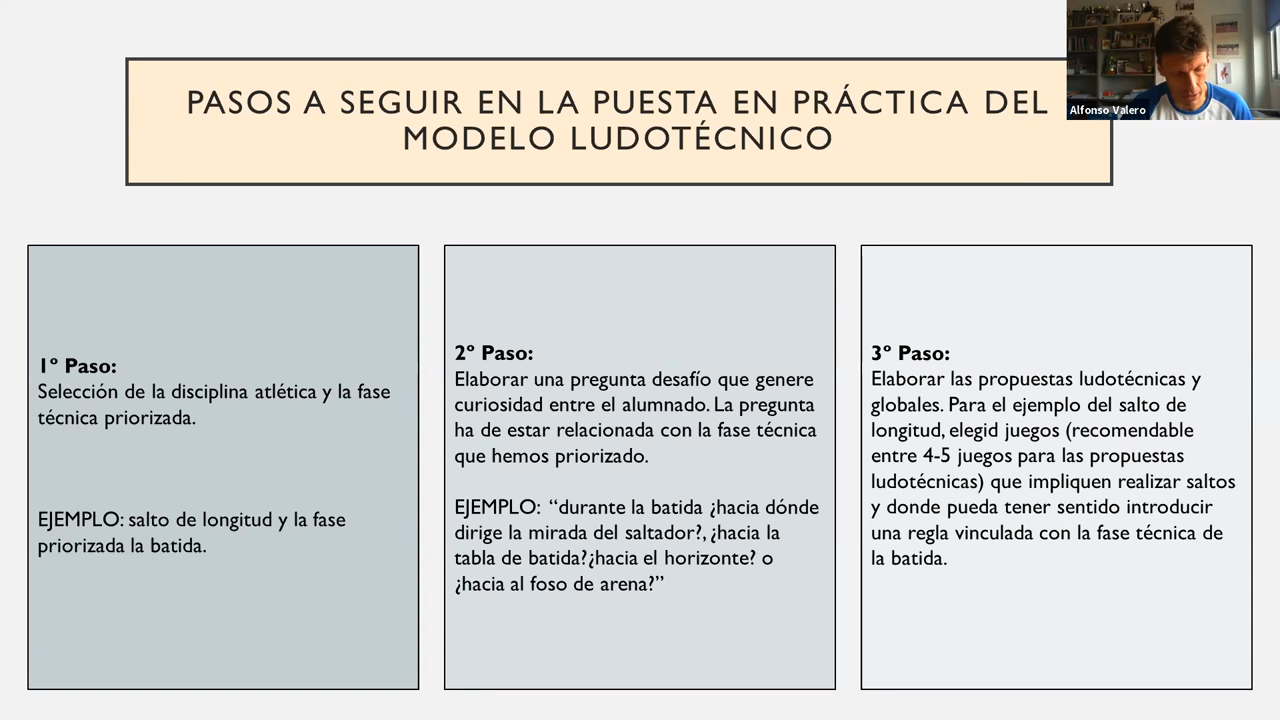 PASOS A SEGUIR EN LA PUESTA EN PRÁCTICA DEL
MODELO LUDOTÉCNICO
Alfonso Valero
1º Paso:
Selección de la disciplina atlética y la fase
técnica priorizada.
EJEMPLO: salto de longitud y la fase
priorizada la batida.
2º Paso:
Elaborar una pregunta desafío que genere
curiosidad entre el alumnado. La pregunta
ha de estar relacionada con la fase técnica
que hemos priorizado.
EJEMPLO: “durante la batida ¿hacia dónde
dirige la mirada del saltador?, ¿hacia la
tabla de batida?¿hacia el horizonte? o
¿hacia al foso de arena?”
3º Paso:
Elaborar las propuestas ludotécnicas y
globales. Para el ejemplo del salto de
longitud, elegid juegos (recomendable
entre 4-5 juegos para las propuestas
ludotécnicas) que impliquen realizar saltos
y donde pueda tener sentido introducir
una regla vinculada con la fase técnica de
la batida.